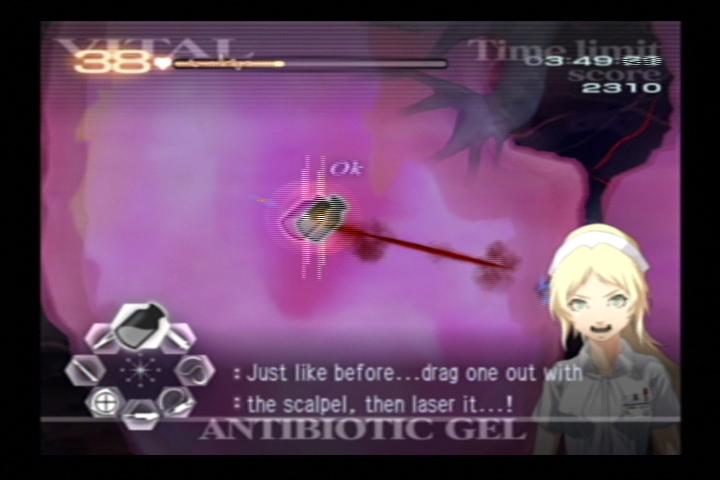 VITAL
38
Time limit
03:49:29
score
2310
Ok
: Just like before...drag one out with
: the scalpel, then laser it...!
ANTIBIOTIC GEL